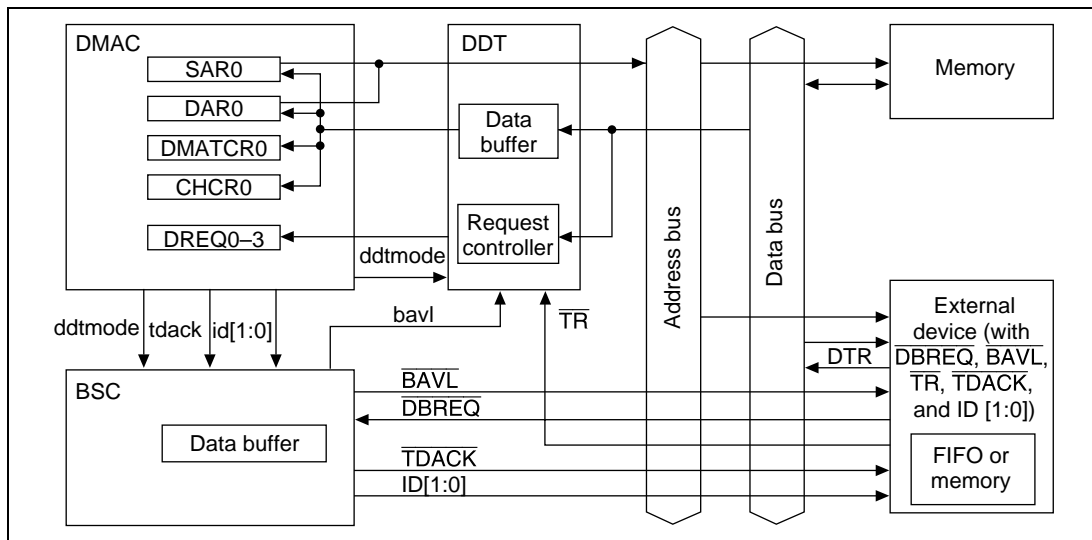 DMAC
SAR0
DAR0
DMATCR0
CHCR0
DREQ0–3
ddtmode
DDT
Data
buffer
Request
controller
bavl
TR
Address bus
Data bus
Memory
ddtmode
tdack
id[1:0]
BSC
Data buffer
BAVL
DBREQ
TDACK
ID[1:0]
DTR
External
device (with
DBREQ, BAVL,
TR, TDACK,
and ID [1:0])
FIFO or
memory